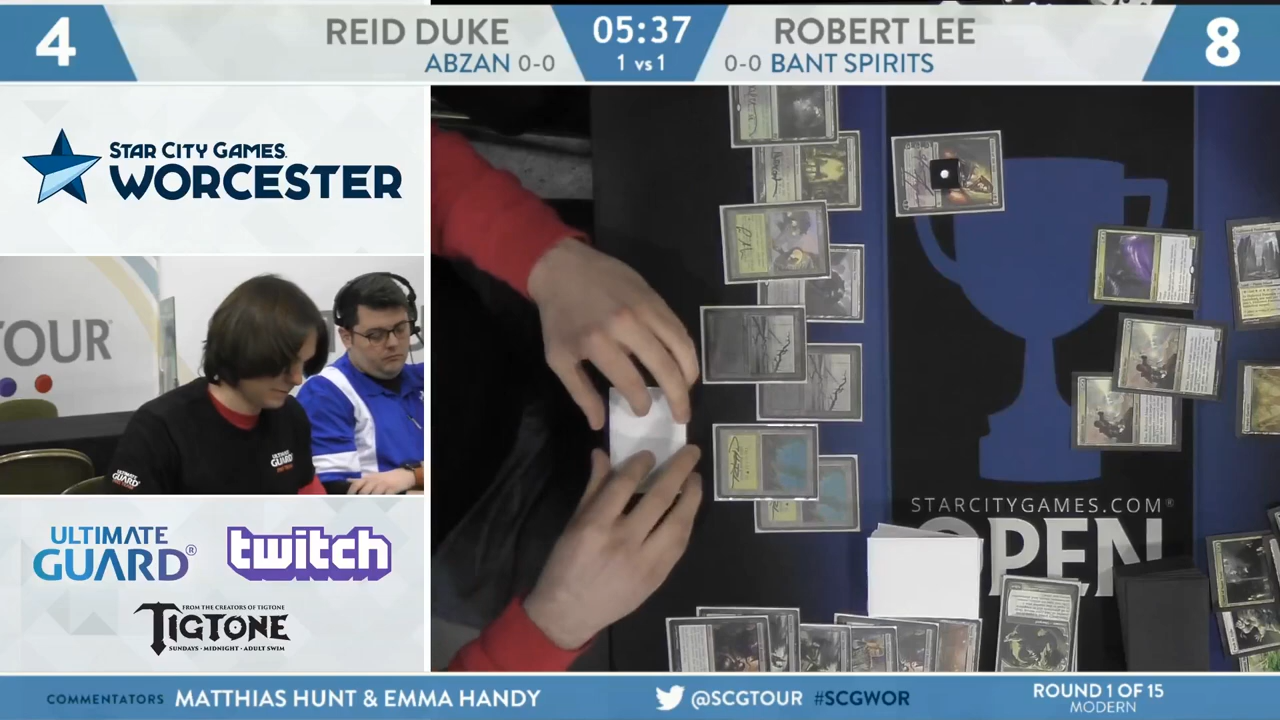 4
REID DUKE
ABZAN 0-0
05:37
1 vs 1
ROBERT LEE
0-0 BANT SPIRITS
8
STAR CITY GAMES
WORCESTER
TOUR
ULTIMATE
GUARD
ULTIMATE
GUARD®
twitch
FROM THE CREATORS OF TIGTONE
TIGTONE
SUNDAYS · MIDNIGHT · ADULT SWIM
STARCITYGAMES.COM®
OPEN
COMMENTATORS MATTHIAS HUNT & EMMA HANDY
@SCGTOUR #SCGWOR
ROUND 1 OF 15
MODERN